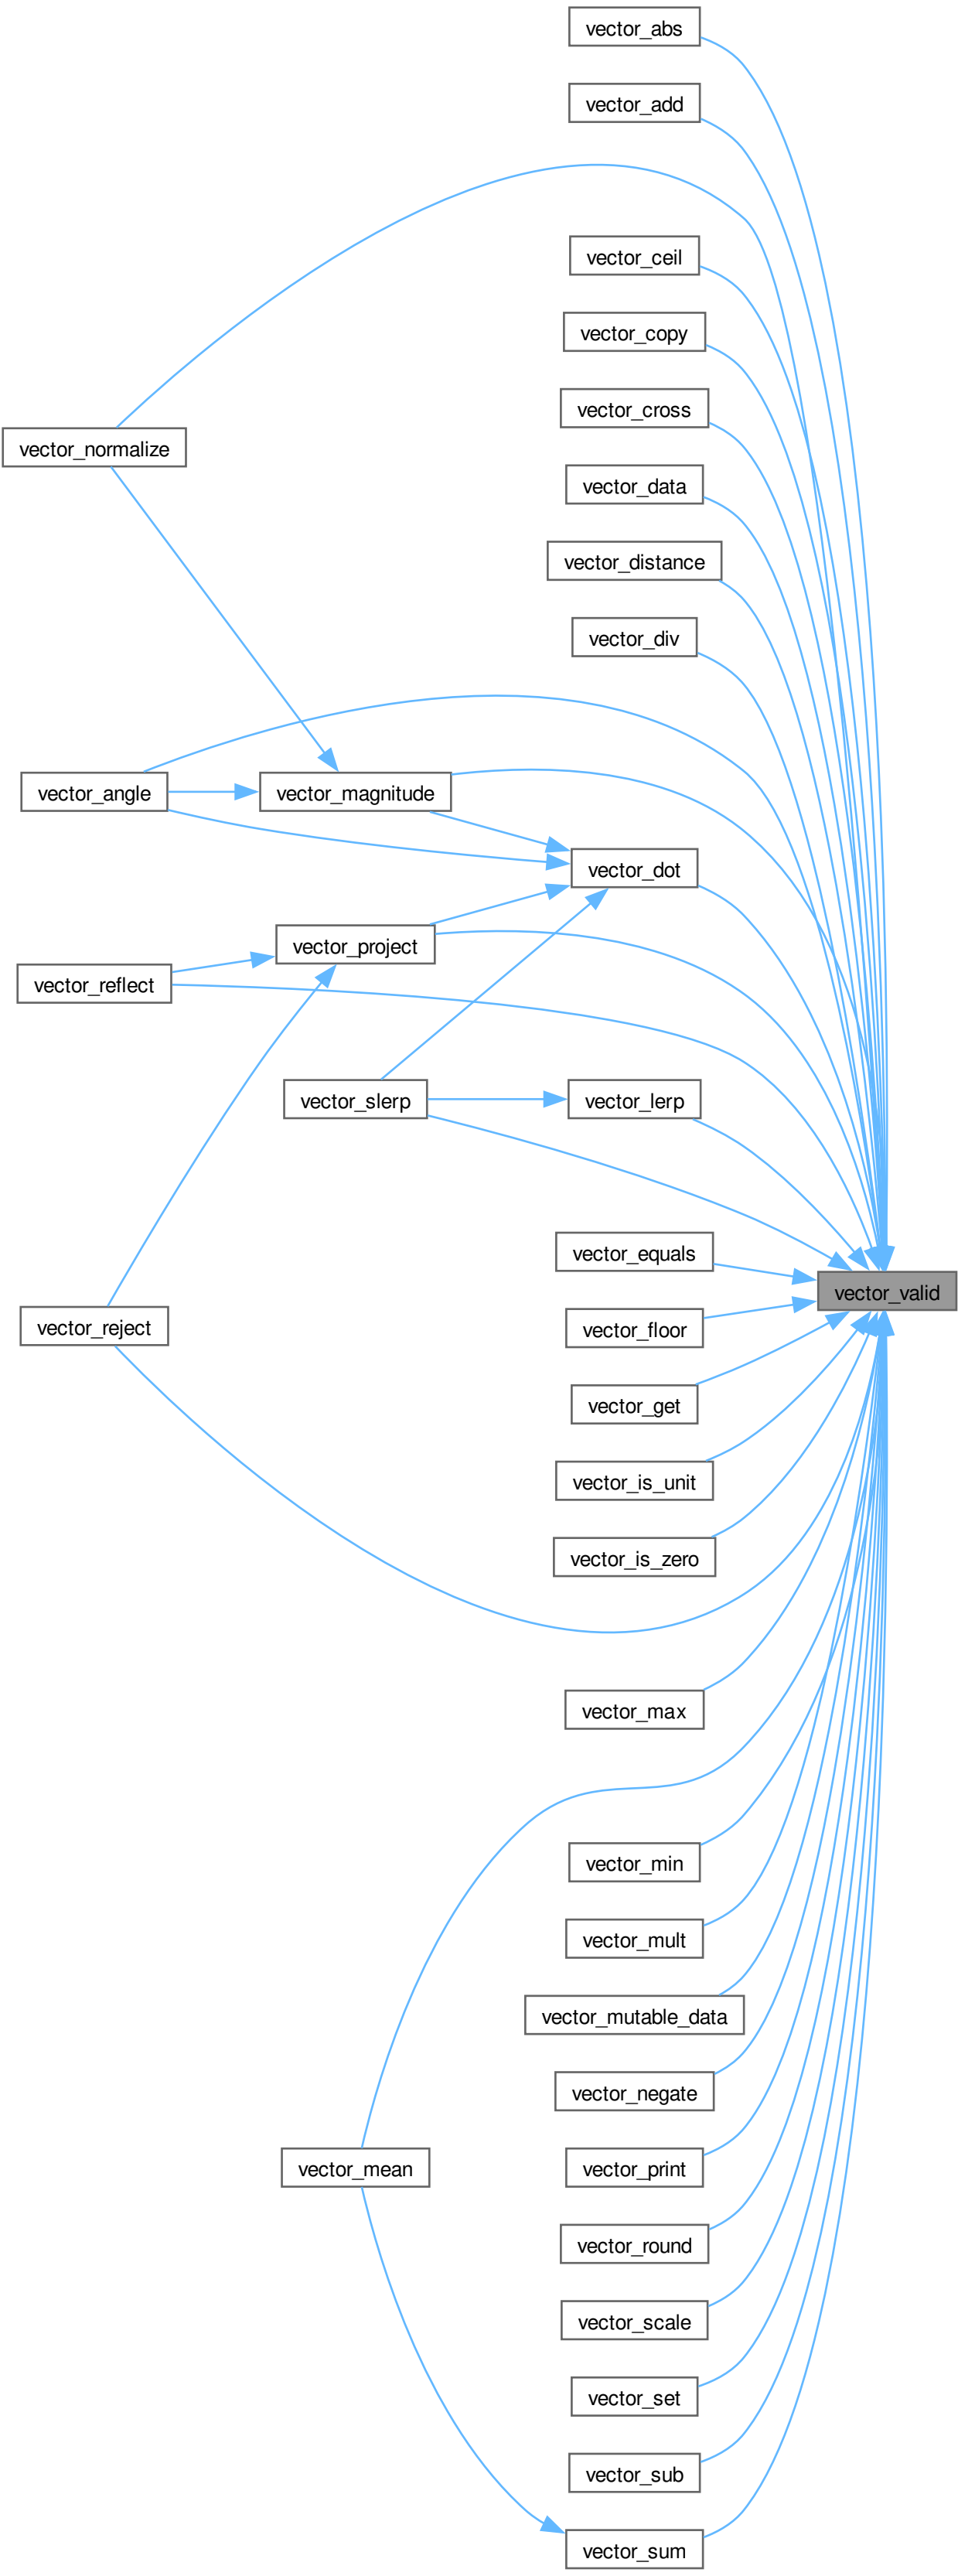 vector_abs
vector_add
vector_ceil
vector_copy
vector_cross
vector_normalize
vector_data
vector_distance
vector_div
vector_angle
vector_magnitude
vector_dot
vector_project
vector_reflect
vector_slerp
vector_lerp
vector_equals
vector_valid
vector_reject
vector_floor
vector_get
vector_is_unit
vector_is_zero
vector_max
vector_min
vector_mult
vector_mutable_data
vector_negate
vector_mean
vector_print
vector_round
vector_scale
vector_set
vector_sub
vector_sum